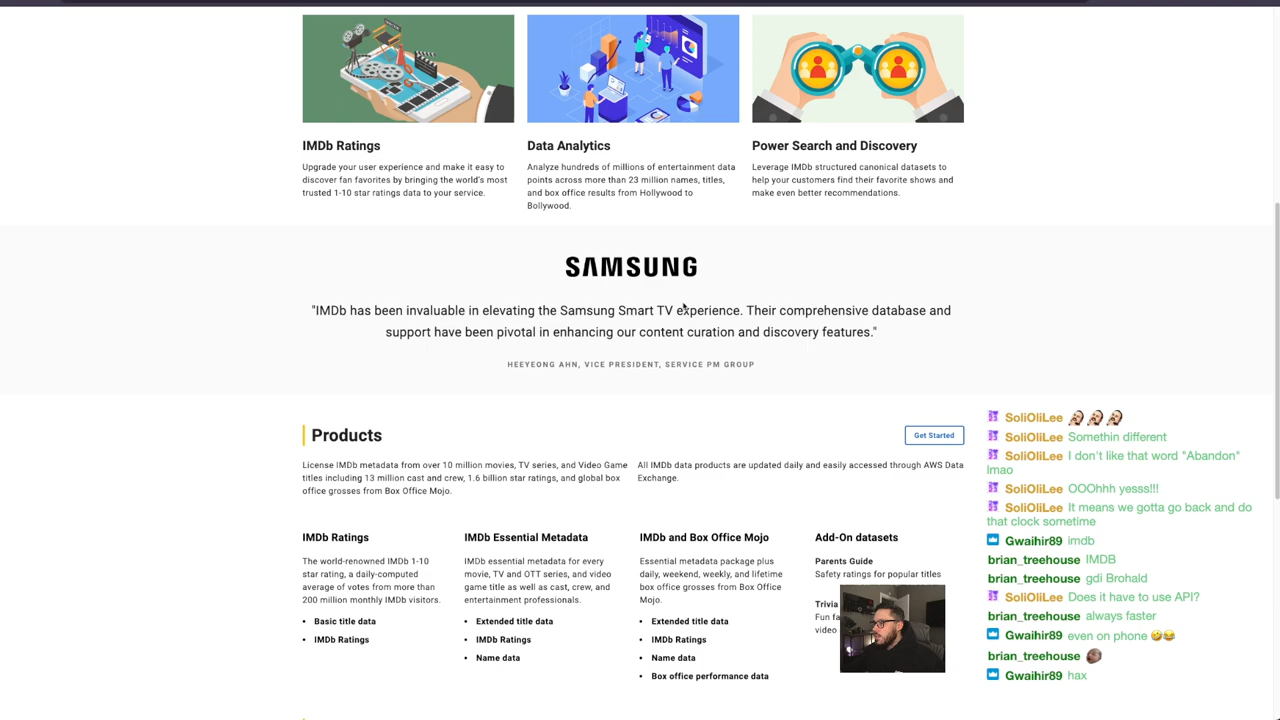 IMDb Ratings
Upgrade your user experience and make it easy to
discover fan favorites by bringing the world's most
trusted 1-10 star ratings data to your service.
Data Analytics
Analyze hundreds of millions of entertainment data
points across more than 23 million names, titles,
and box office results from Hollywood to
Bollywood.
Power Search and Discovery
Leverage IMDb structured canonical datasets to
help your customers find their favorite shows and
make even better recommendations.
SAMSUNG
"IMDb has been invaluable in elevating the Samsung Smart TV experience. Their comprehensive database and
support have been pivotal in enhancing our content curation and discovery features."
HEEYEONG AHN, VICE PRESIDENT, SERVICE PM GROUP
Products
Get Started
License IMDb metadata from over 10 million movies, TV series, and Video Game
titles including 13 million cast and crew, 1.6 billion star ratings, and global box
office grosses from Box Office Mojo.
All IMDb data products are updated daily and easily accessed through AWS Data
Exchange.
IMDb Ratings
The world-renowned IMDb 1-10
star rating, a daily-computed
average of votes from more than
200 million monthly IMDb visitors.
• Basic title data
• IMDb Ratings
IMDb Essential Metadata
IMDb essential metadata for every
movie, TV and OTT series, and video
game title as well as cast, crew, and
entertainment professionals.
• Extended title data
• IMDb Ratings
• Name data
IMDb and Box Office Mojo
Essential metadata package plus
daily, weekend, weekly, and lifetime
box office grosses from Box Office
Mojo.
• Extended title data
• IMDb Ratings
• Name data
• Box office performance data
Add-On datasets
Parents Guide
Safety ratings for popular titles
Trivia
Fun fa
video
SoliOliLee
SoliOliLee Somethin different
SoliOliLee I don't like that word "Abandon"
lmao
SoliOliLee OOOhhh yesss!!!
SoliOliLee It means we gotta go back and do
that clock sometime
Gwaihir89 imdb
brian_treehouse IMDB
brian_treehouse gdi Brohald
SoliOliLee Does it have to use API?
brian_treehouse always faster
Gwaihir89 even on phone 🤣😂
brian_treehouse
Gwaihir89 hax